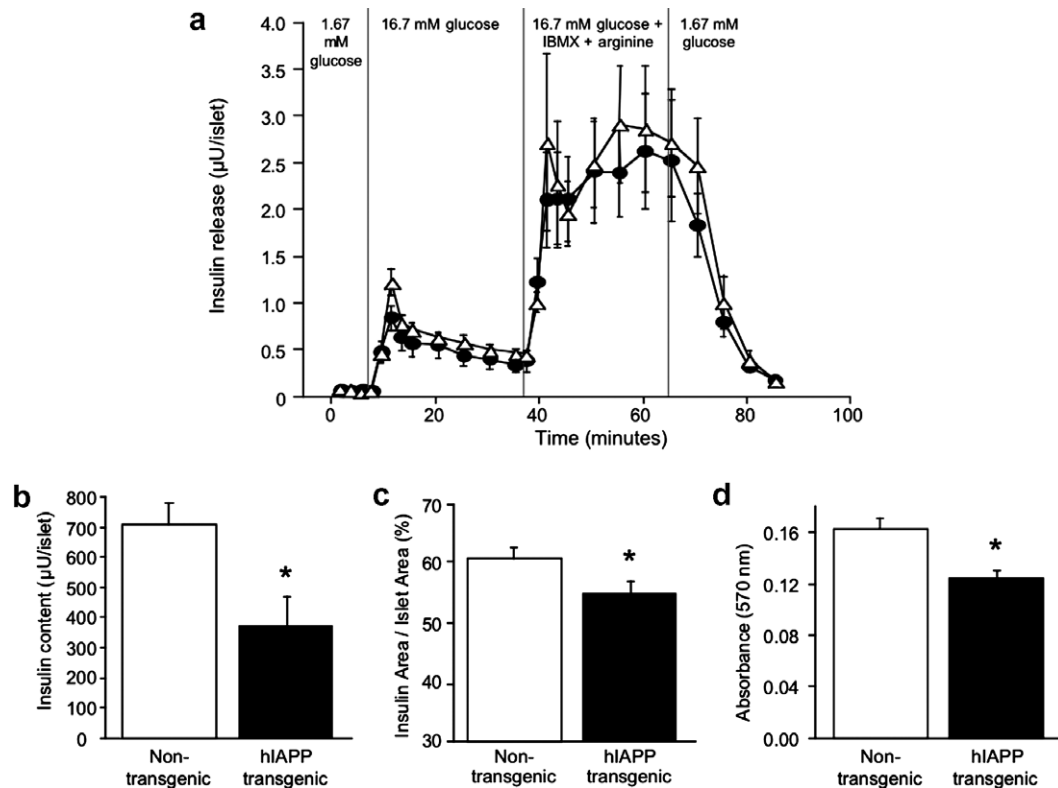 a
1.67
mM
glucose
16.7 mM glucose
16.7 mM glucose +
IBMX + arginine
1.67 mM
glucose
Insulin release (µU/islet)
4.0
3.5
3.0
2.5
2.0
1.5
1.0
0.5
0
0
20
40
60
80
100
Time (minutes)
b
Insulin content (µU/islet)
800
700
600
500
400
300
200
100
0
*
Non-
transgenic
hIAPP
transgenic
c
Insulin Area / Islet Area (%)
70
60
50
40
30
*
Non-
transgenic
hIAPP
transgenic
d
Absorbance (570 nm)
0.16
0.12
0.08
0.04
0.00
*
Non-
transgenic
hIAPP
transgenic